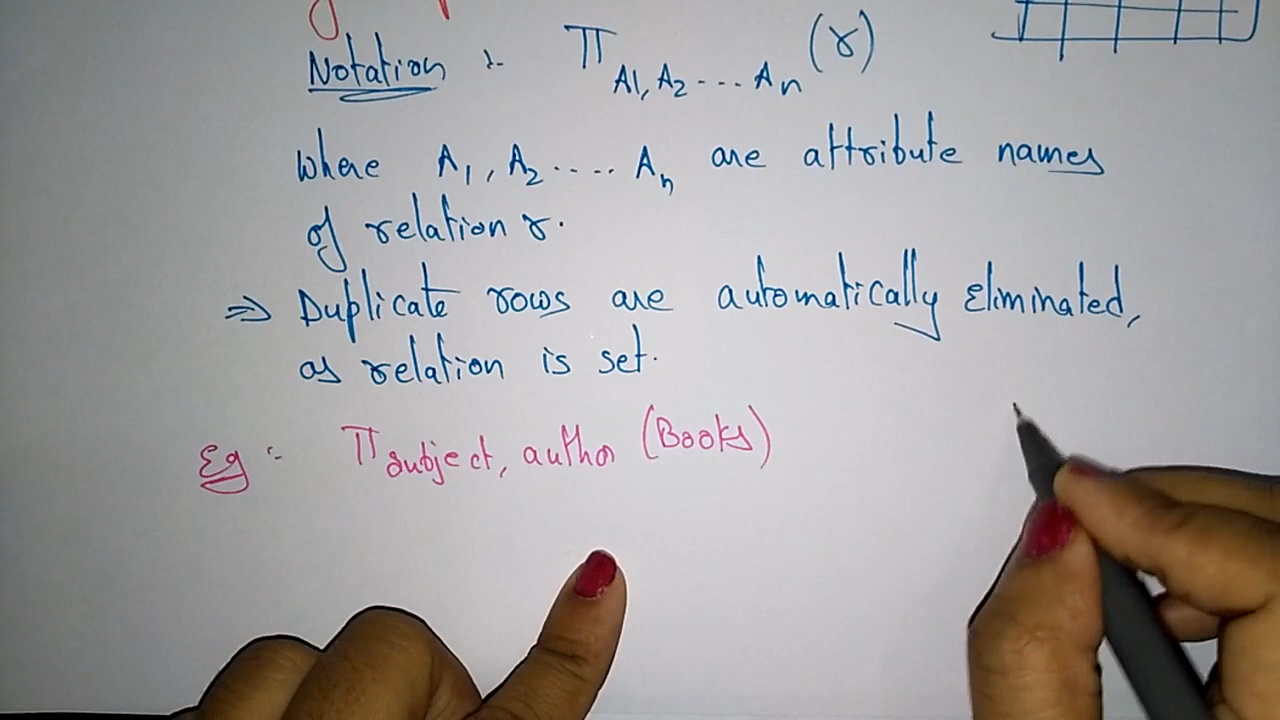 Notation :- Π A1, A2 ... An (r)
Where A1, A2 .... An are attribute names
of relation r.
⇒ Duplicate rows are automatically Eliminated,
as relation is set.
Eg :- Π subject, author (Books)